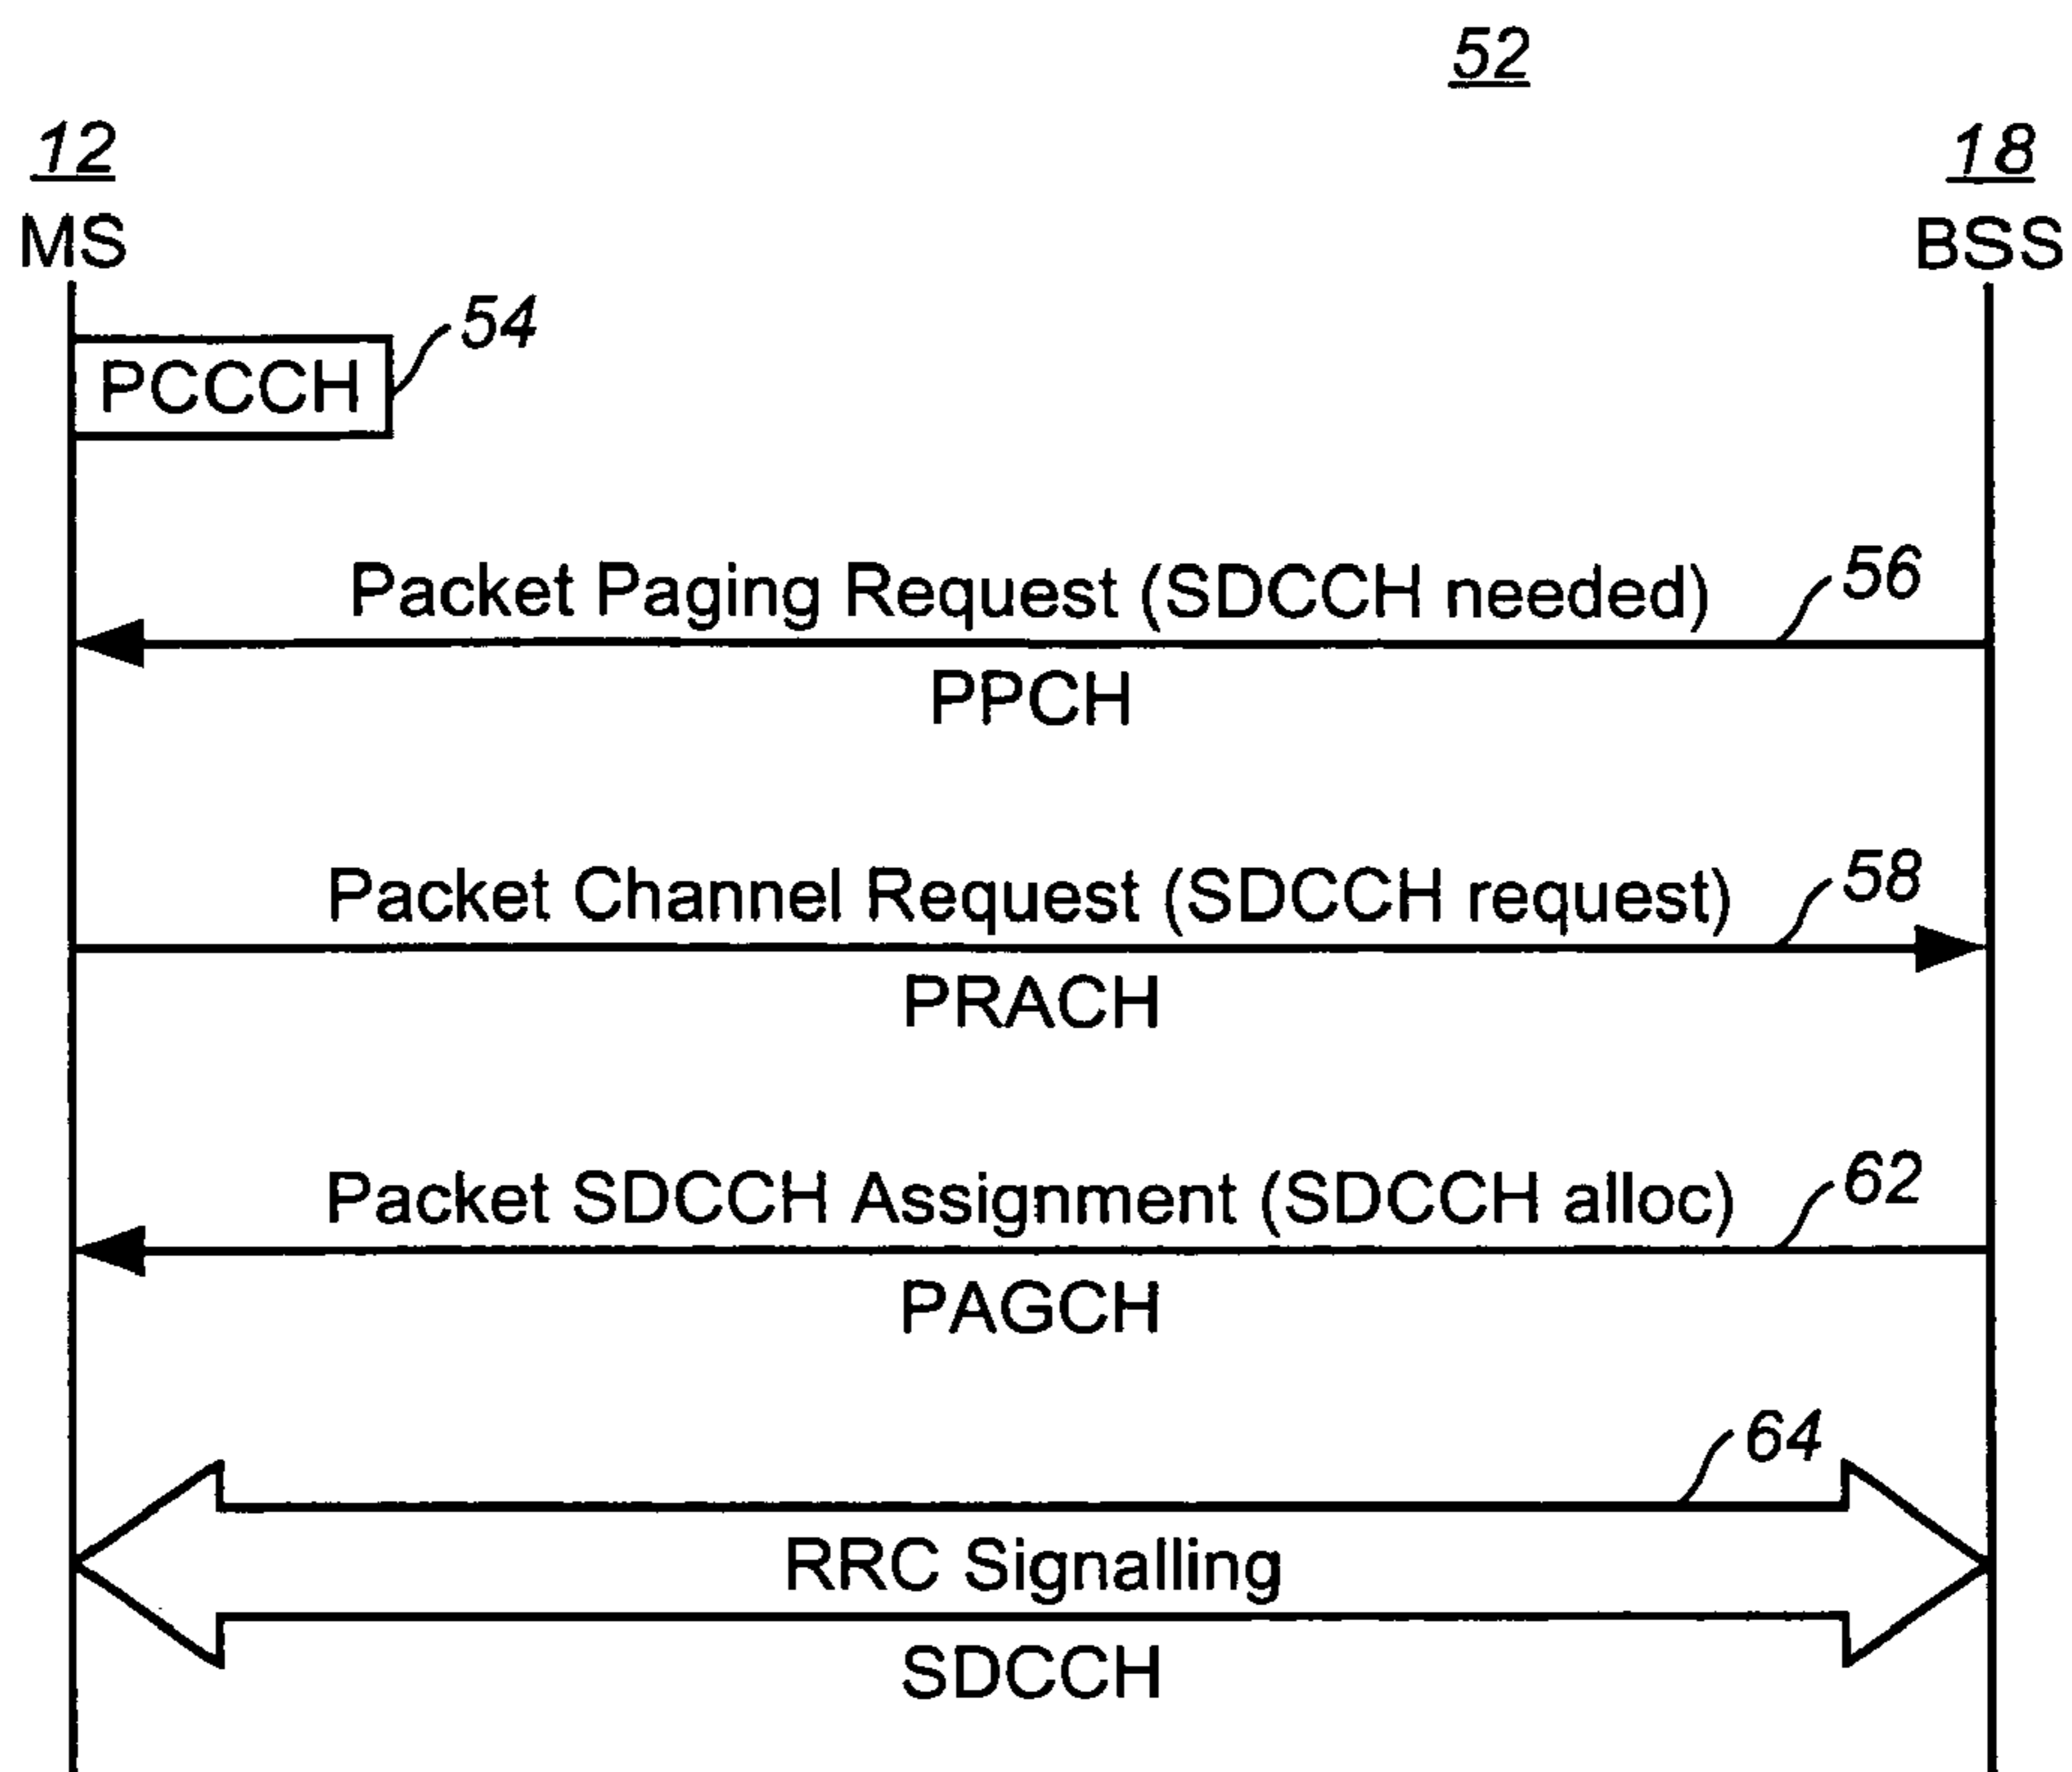 52
12
18
MS
BSS
54
PCCCH
Packet Paging Request (SDCCH needed)
56
PPCH
Packet Channel Request (SDCCH request)
58
PRACH
Packet SDCCH Assignment (SDCCH alloc)
62
PAGCH
64
RRC Signalling
SDCCH